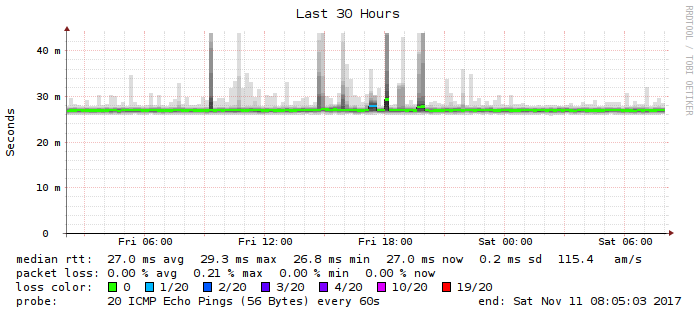 Last 30 Hours
RRDTOOL / TOBI OETIKER
Seconds
40 m
30 m
20 m
10 m
0
Fri 06:00 Fri 12:00 Fri 18:00 Sat 00:00 Sat 06:00
median rtt: 27.0 ms avg 29.3 ms max 26.8 ms min 27.0 ms now 0.2 ms sd 115.4 am/s
packet loss: 0.00 % avg 0.21 % max 0.00 % min 0.00 % now
loss color: 0 1/20 2/20 3/20 4/20 10/20 19/20
probe: 20 ICMP Echo Pings (56 Bytes) every 60s end: Sat Nov 11 08:05:03 2017